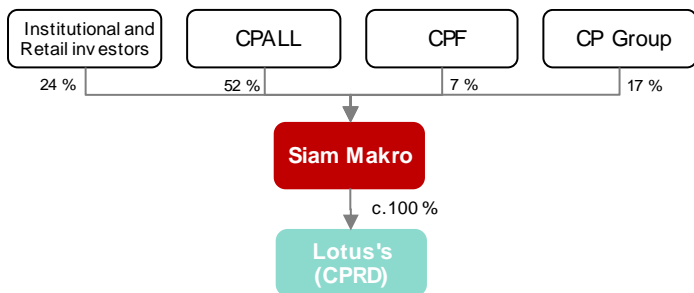 Institutional and
Retail investors
CPALL
CPF
CP Group
24 %
52 %
7 %
17 %
Siam Makro
c.100 %
Lotus's
(CPRD)